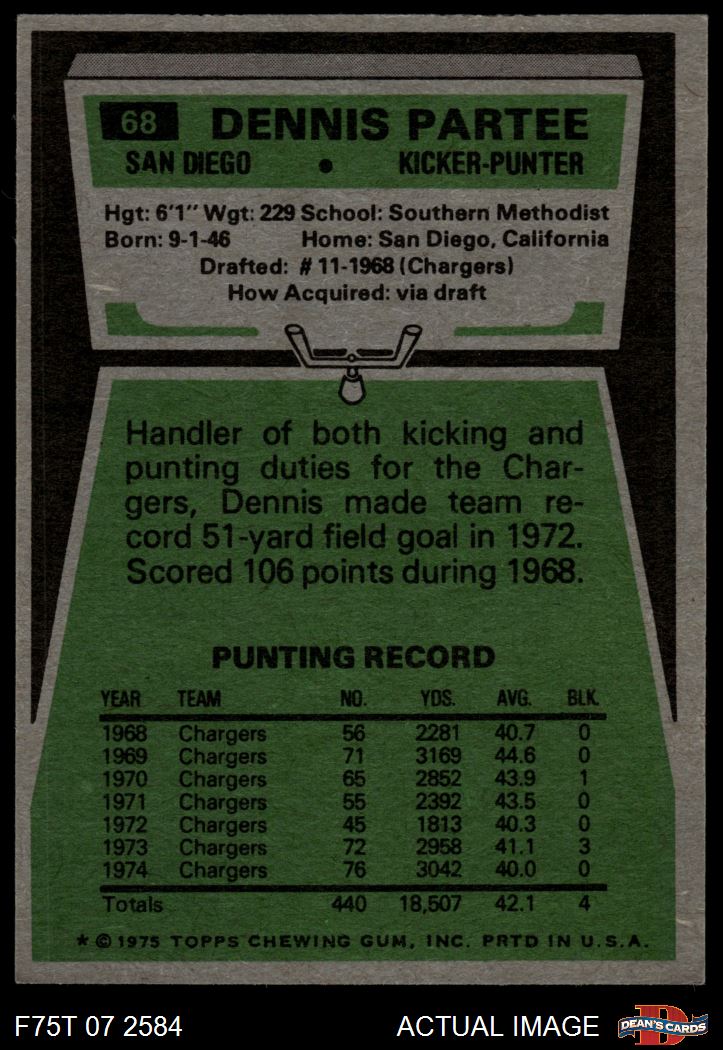 68 DENNIS PARTEE
SAN DIEGO • KICKER-PUNTER
Hgt: 6'1" Wgt: 229 School: Southern Methodist
Born: 9-1-46 Home: San Diego, California
Drafted: #11-1968 (Chargers)
How Acquired: via draft
Handler of both kicking and
punting duties for the Char-
gers, Dennis made team re-
cord 51-yard field goal in 1972.
Scored 106 points during 1968.
PUNTING RECORD
YEAR TEAM NO. YDS. AVG. BLK.
1968 Chargers 56 2281 40.7 0
1969 Chargers 71 3169 44.6 0
1970 Chargers 65 2852 43.9 1
1971 Chargers 55 2392 43.5 0
1972 Chargers 45 1813 40.3 0
1973 Chargers 72 2958 41.1 3
1974 Chargers 76 3042 40.0 0
Totals 440 18,507 42.1 4
* © 1975 TOPPS CHEWING GUM, INC. PRTD IN U.S.A.
F75T 07 2584 ACTUAL IMAGE D DEAN'S CARDS